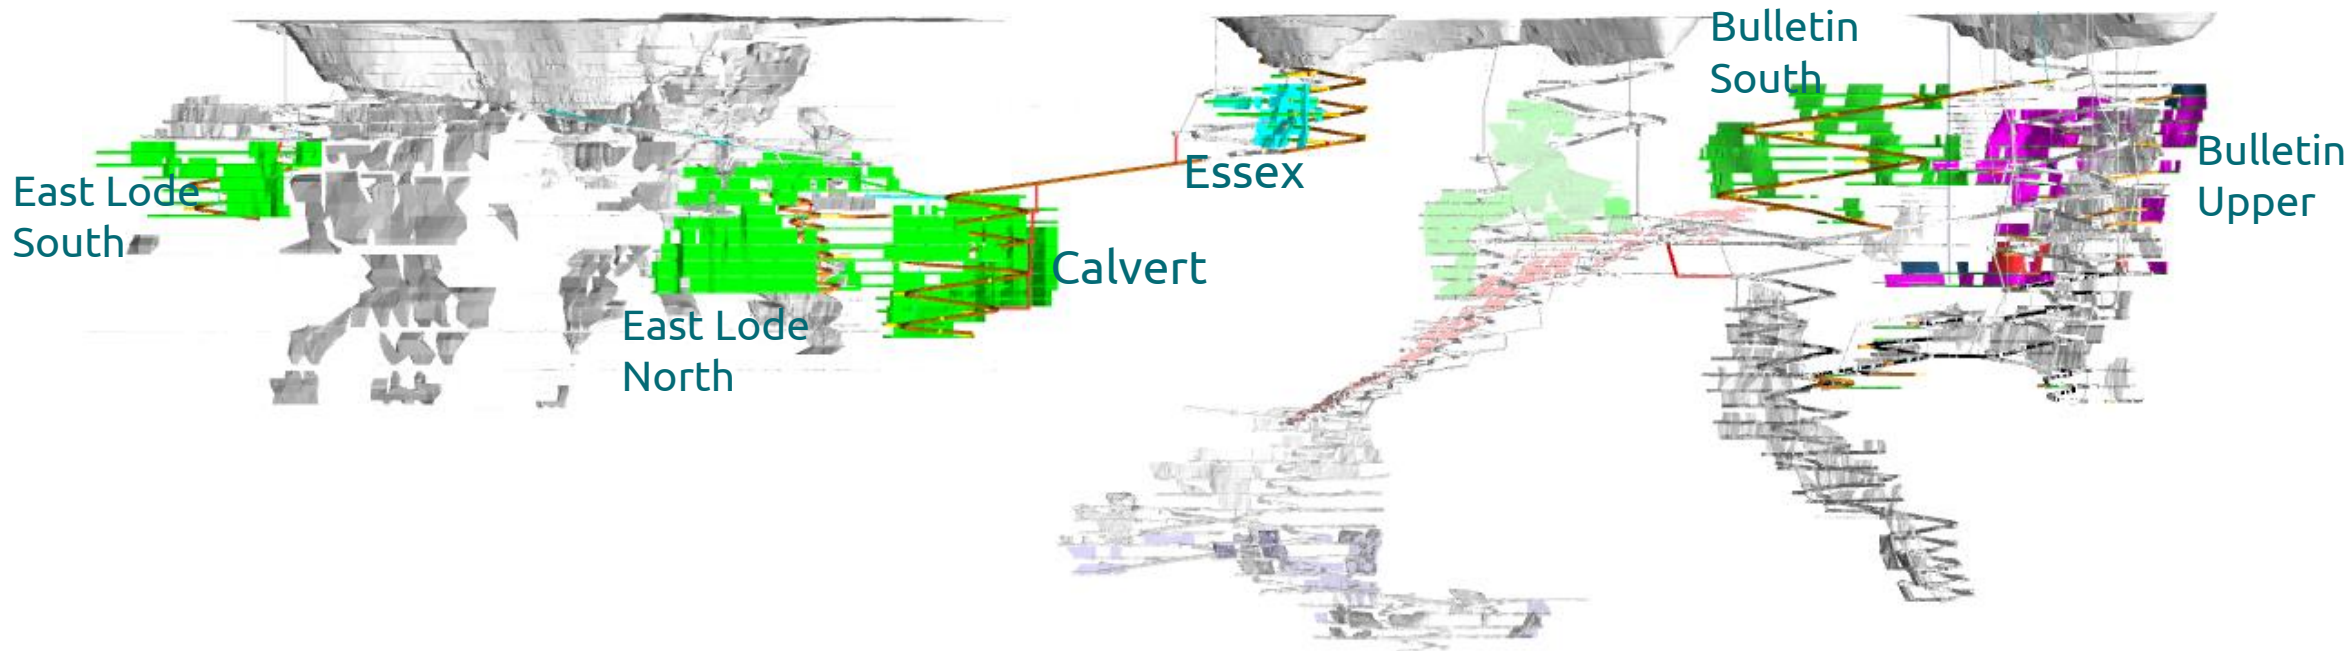 Bulletin
South
Bulletin
Upper
Essex
East Lode
South
Calvert
East Lode
North